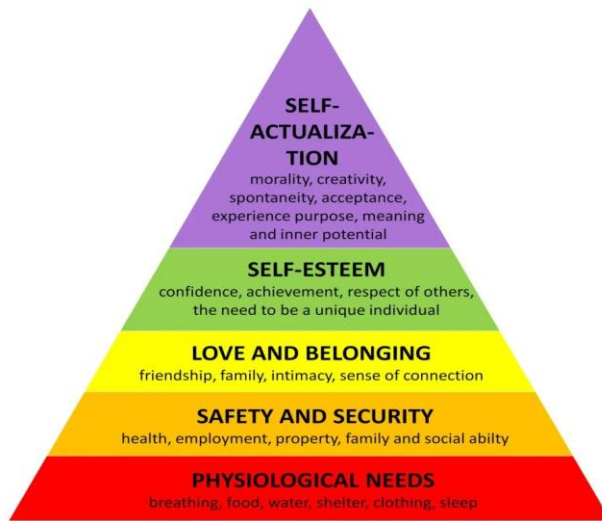 SELF-
ACTUALIZA-
TION
morality, creativity,
spontaneity, acceptance,
experience purpose, meaning
and inner potential
SELF-ESTEEM
confidence, achievement, respect of others,
the need to be a unique individual
LOVE AND BELONGING
friendship, family, intimacy, sense of connection
SAFETY AND SECURITY
health, employment, property, family and social abilty
PHYSIOLOGICAL NEEDS
breathing, food, water, shelter, clothing, sleep